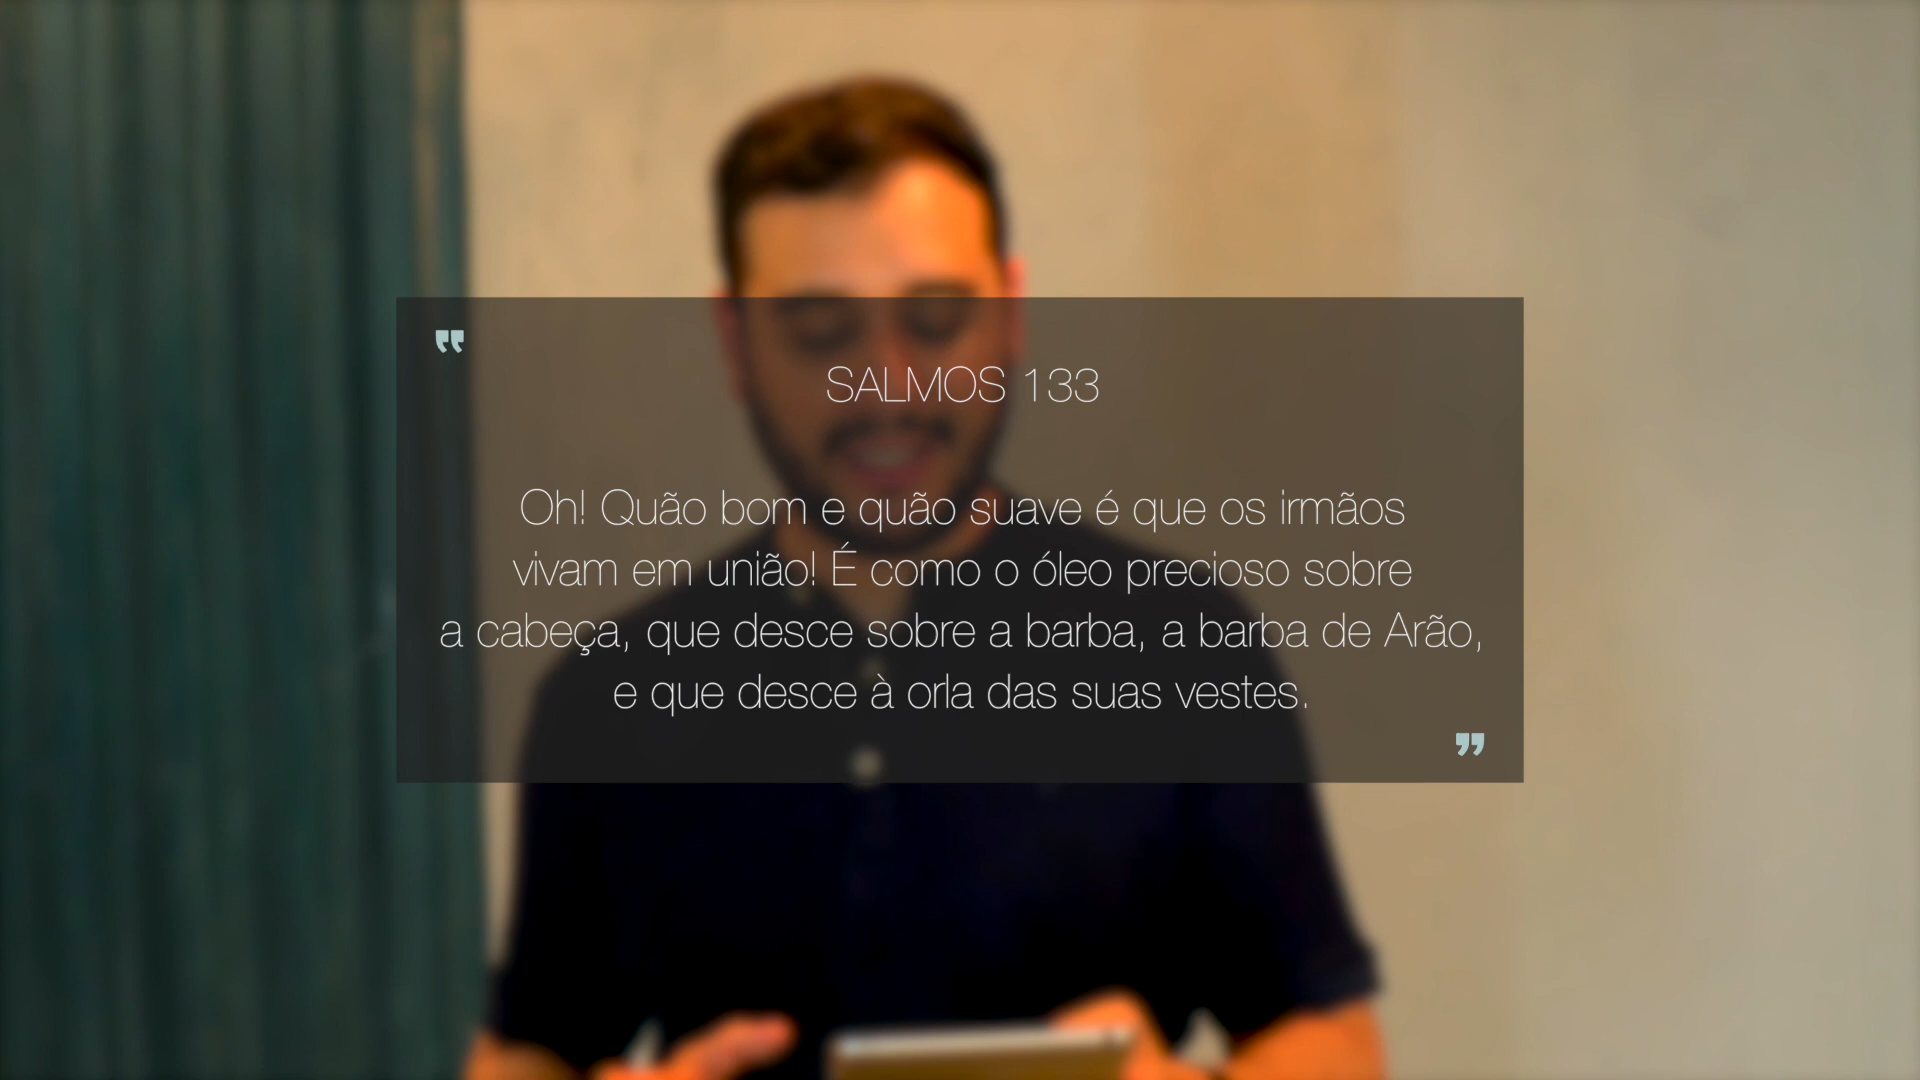 "
SALMOS 133
Oh! Quão bom e quão suave é que os irmãos
vivam em união! É como o óleo precioso sobre
a cabeça, que desce sobre a barba, a barba de Arão,
e que desce à orla das suas vestes.
"